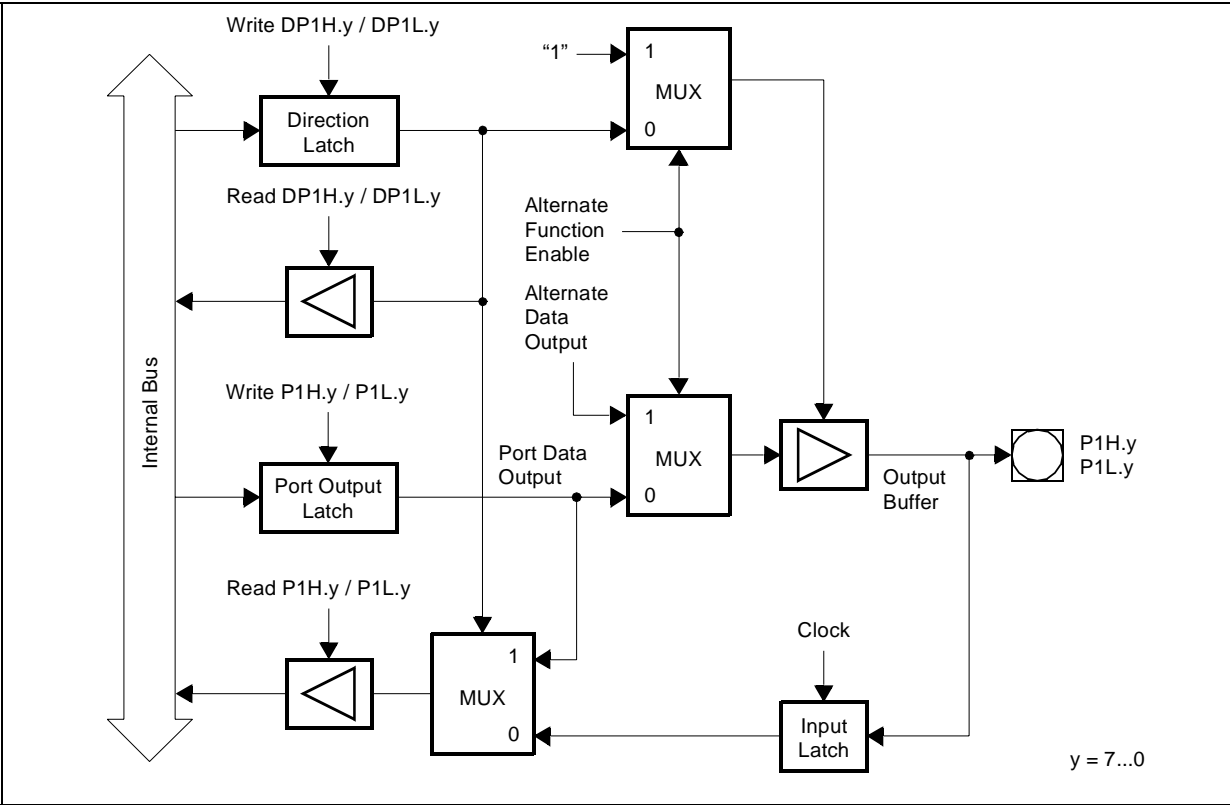 Write DP1H.y / DP1L.y
“1”
1
MUX
0
Direction
Latch
Read DP1H.y / DP1L.y
Alternate
Function
Enable
Alternate
Data
Output
Internal Bus
Write P1H.y / P1L.y
1
MUX
0
Port Data
Output
Port Output
Latch
Output
Buffer
P1H.y
P1L.y
Read P1H.y / P1L.y
Clock
1
MUX
0
Input
Latch
y = 7...0